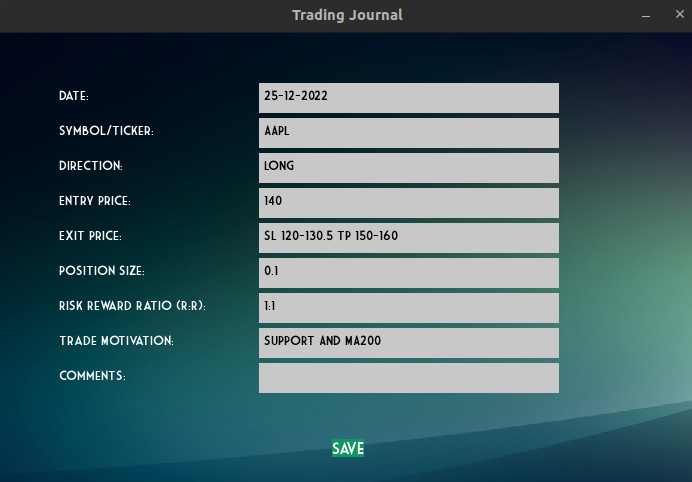 Trading Journal
DATE: 25-12-2022
SYMBOL/TICKER: AAPL
DIRECTION: LONG
ENTRY PRICE: 140
EXIT PRICE: SL 120-130.5 TP 150-160
POSITION SIZE: 0.1
RISK REWARD RATIO (R:R): 1:1
TRADE MOTIVATION: SUPPORT AND MA200
COMMENTS:
SAVE